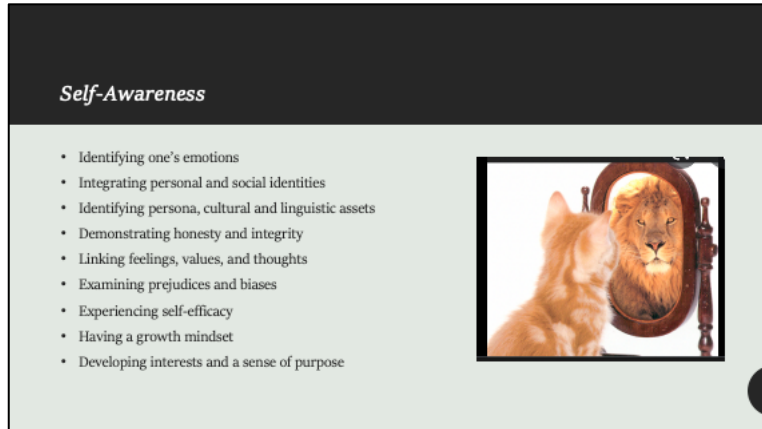 Self-Awareness
• Identifying one's emotions
• Integrating personal and social identities
• Identifying persona, cultural and linguistic assets
• Demonstrating honesty and integrity
• Linking feelings, values, and thoughts
• Examining prejudices and biases
• Experiencing self-efficacy
• Having a growth mindset
• Developing interests and a sense of purpose